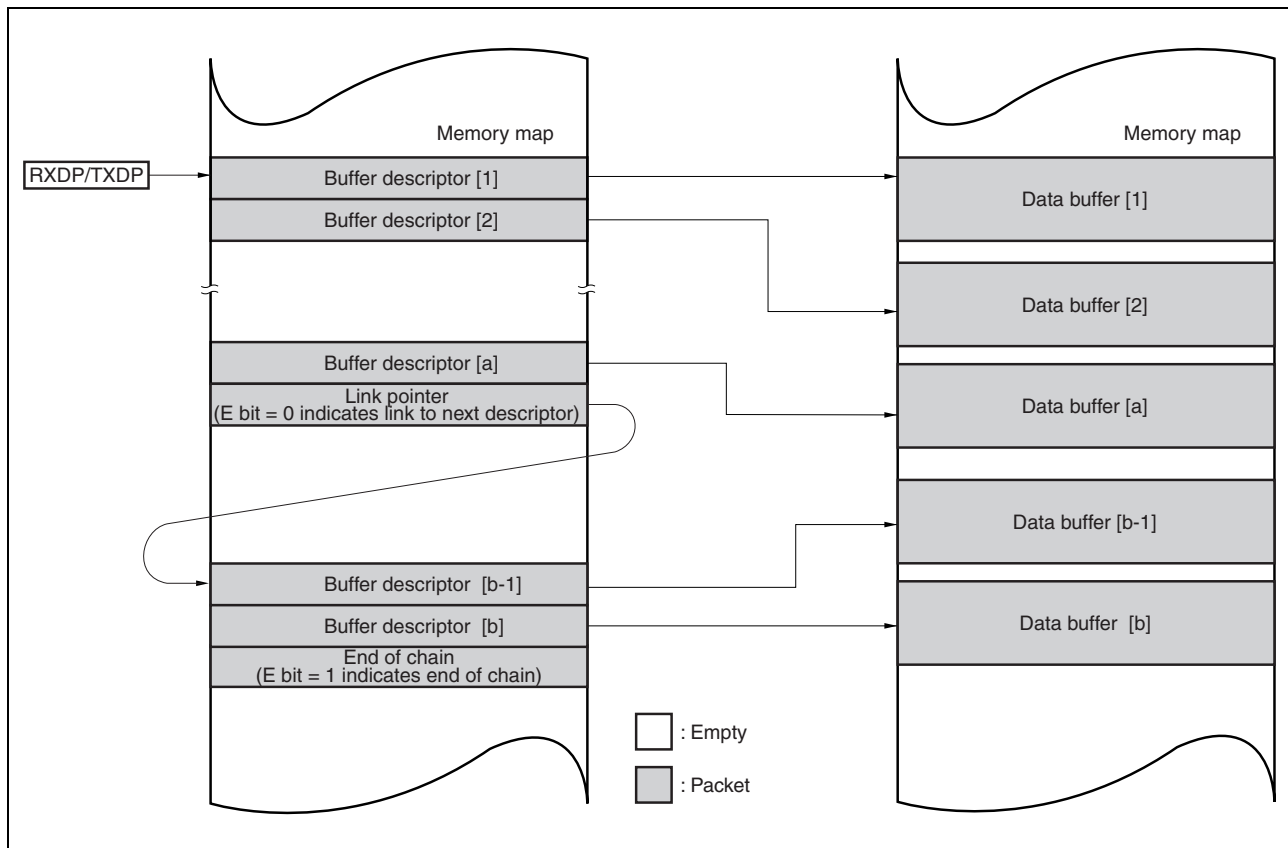 Memory map
Memory map
RXDP/TXDP
Buffer descriptor [1]
Data buffer [1]
Buffer descriptor [2]
Data buffer [2]
Buffer descriptor [a]
Link pointer
(E bit = 0 indicates link to next descriptor)
Data buffer [a]
Data buffer [b-1]
Buffer descriptor [b-1]
Buffer descriptor [b]
Data buffer [b]
End of chain
(E bit = 1 indicates end of chain)
: Empty
: Packet